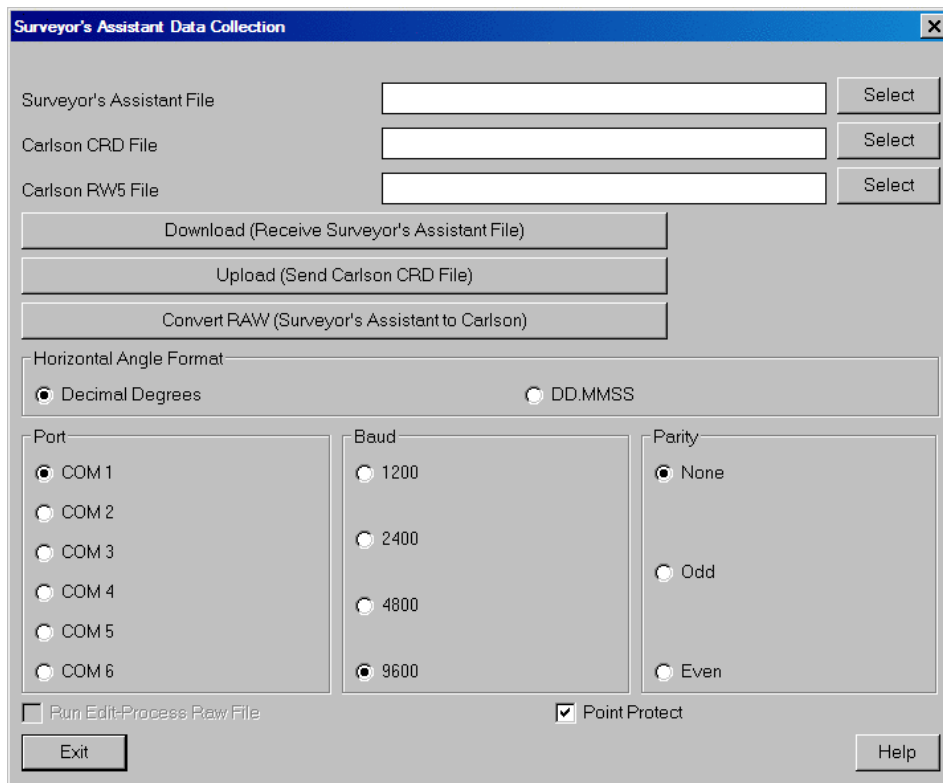 Surveyor's Assistant Data Collection
Surveyor's Assistant File
Select
Carlson CRD File
Select
Carlson RW5 File
Select
Download (Receive Surveyor's Assistant File)
Upload (Send Carlson CRD File)
Convert RAW (Surveyor's Assistant to Carlson)
Horizontal Angle Format
Decimal Degrees
DD.MMSS
Port
COM 1
COM 2
COM 3
COM 4
COM 5
COM 6
Baud
1200
2400
4800
9600
Parity
None
Odd
Even
Run Edit-Process Raw File
Point Protect
Exit
Help